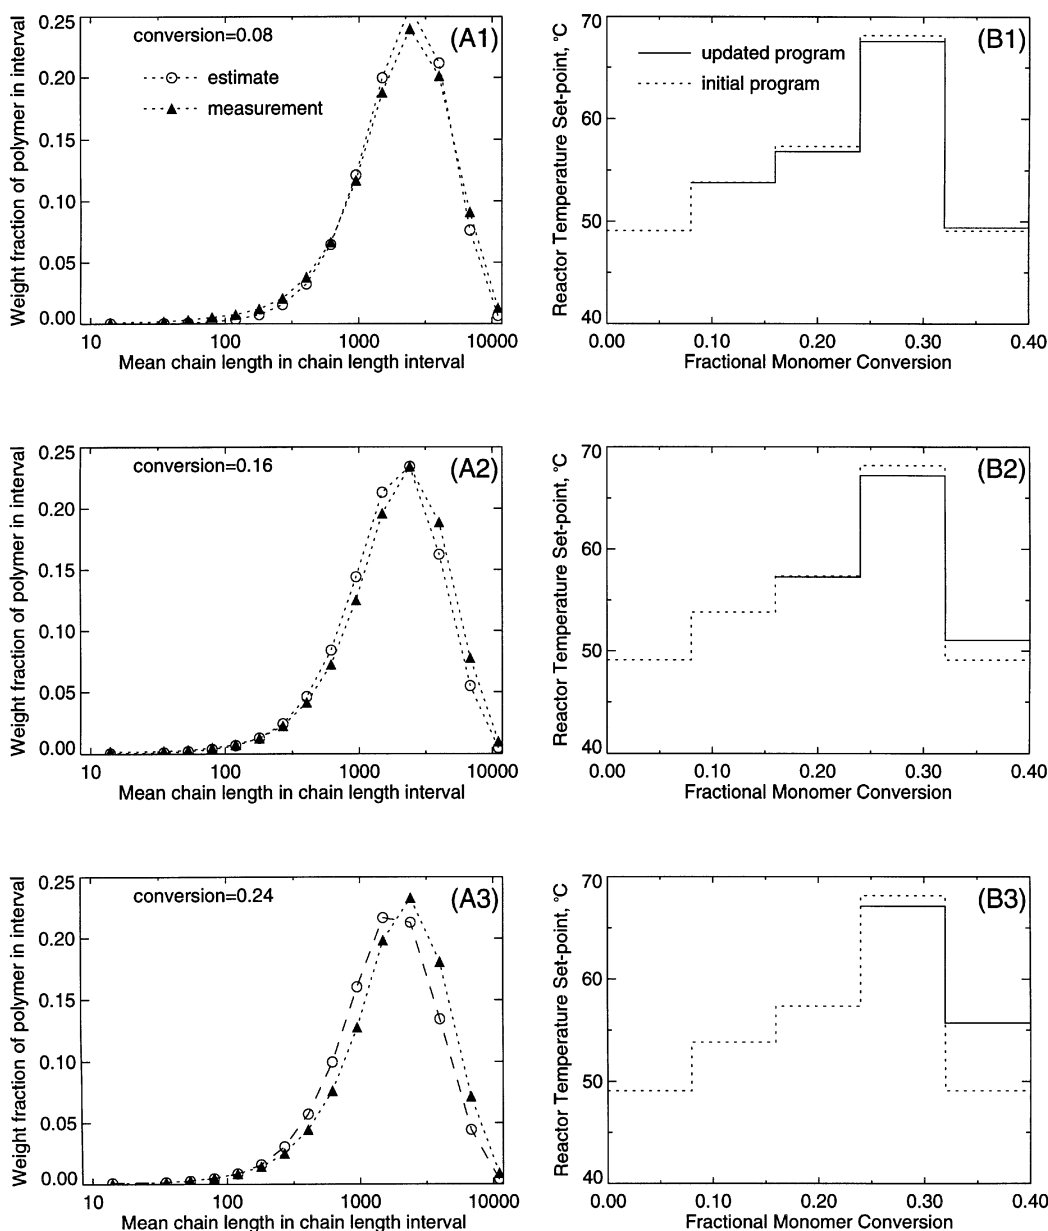 (A1)
conversion=0.08
estimate
measurement
Weight fraction of polymer in interval
0.25
0.20
0.15
0.10
0.05
0.00
10 100 1000 10000
Mean chain length in chain length interval
(B1)
updated program
initial program
Reactor Temperature Set-point, °C
70
60
50
40
0.00 0.10 0.20 0.30 0.40
Fractional Monomer Conversion
(A2)
conversion=0.16
Weight fraction of polymer in interval
0.25
0.20
0.15
0.10
0.05
0.00
10 100 1000 10000
Mean chain length in chain length interval
(B2)
Reactor Temperature Set-point, °C
70
60
50
40
0.00 0.10 0.20 0.30 0.40
Fractional Monomer Conversion
(A3)
conversion=0.24
Weight fraction of polymer in interval
0.25
0.20
0.15
0.10
0.05
0.00
10 100 1000 10000
Mean chain length in chain length interval
(B3)
Reactor Temperature Set-point, °C
70
60
50
40
0.00 0.10 0.20 0.30 0.40
Fractional Monomer Conversion